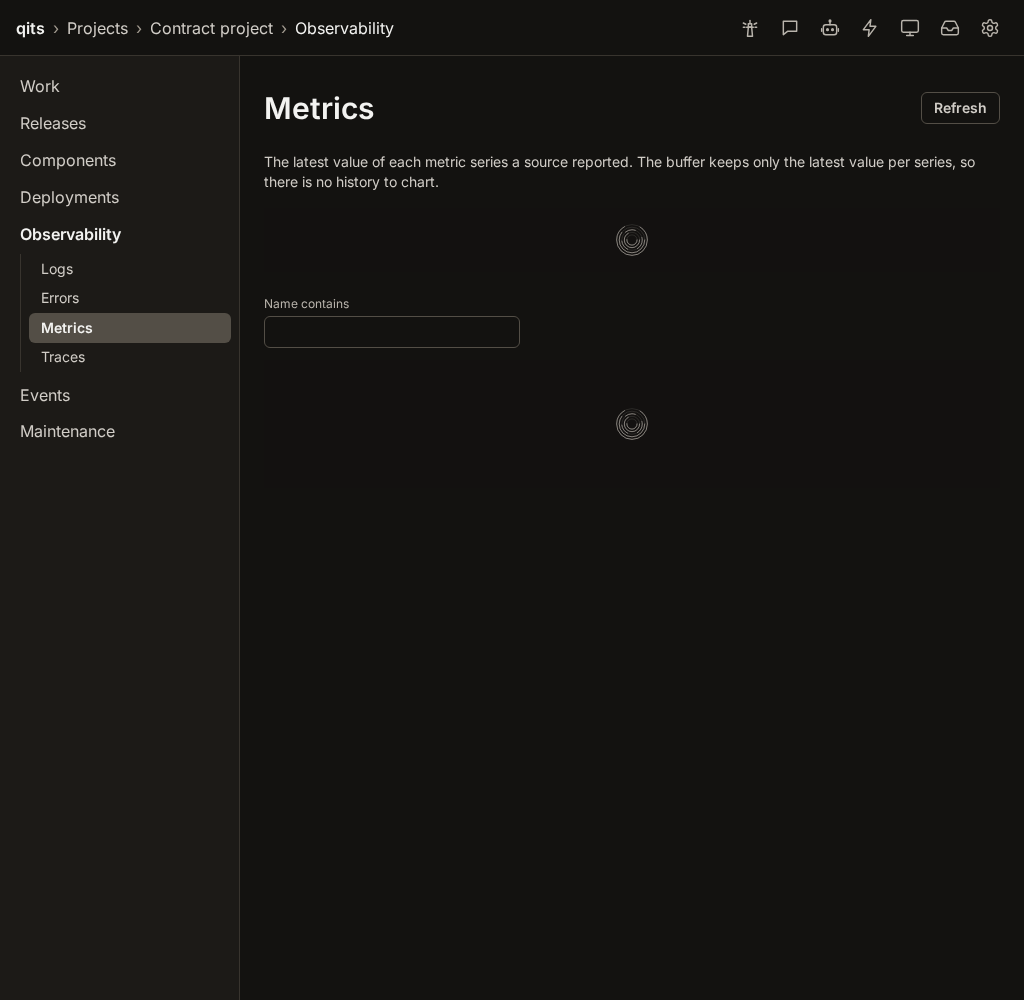 qits › Projects › Contract project › Observability
Work
Releases
Components
Deployments
Observability
Logs
Errors
Metrics
Traces
Events
Maintenance
Metrics
Refresh
The latest value of each metric series a source reported. The buffer keeps only the latest value per series, so
there is no history to chart.
Name contains